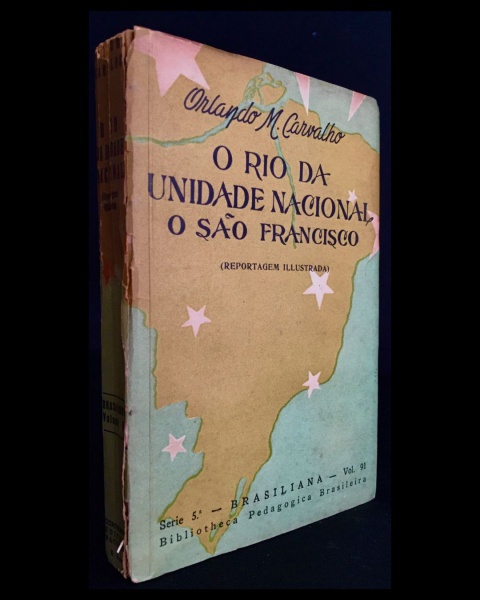 Orlando M. Carvalho
O RIO DA
UNIDADE NACIONAL,
O SÃO FRANCISCO
(REPORTAGEM ILLUSTRADA)
Serie 5.ª — BRASILIANA — Vol. 91
Bibliotheca Pedagogica Brasileira